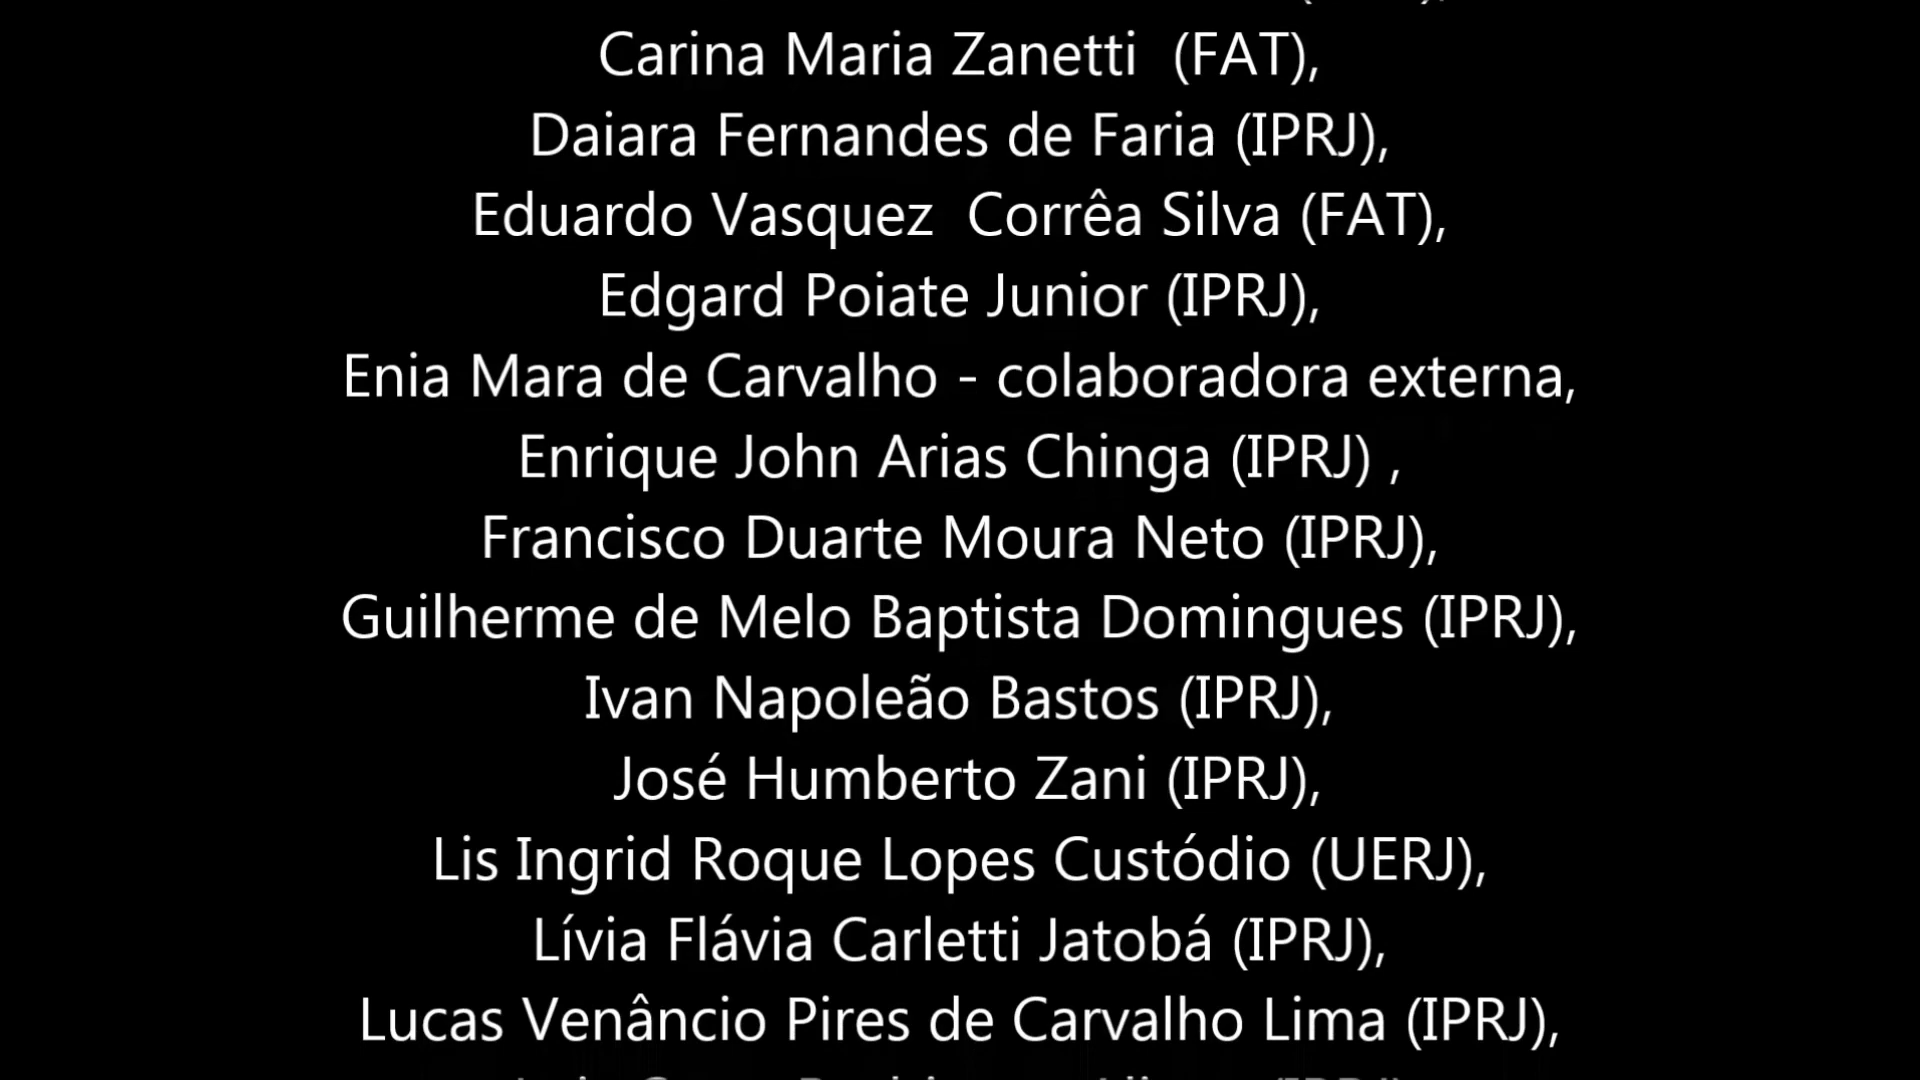 Carina Maria Zanetti  (FAT),
Daiara Fernandes de Faria (IPRJ),
Eduardo Vasquez  Corrêa Silva (FAT),
Edgard Poiate Junior (IPRJ),
Enia Mara de Carvalho - colaboradora externa,
Enrique John Arias Chinga (IPRJ) ,
Francisco Duarte Moura Neto (IPRJ),
Guilherme de Melo Baptista Domingues (IPRJ),
Ivan Napoleão Bastos (IPRJ),
José Humberto Zani (IPRJ),
Lis Ingrid Roque Lopes Custódio (UERJ),
Lívia Flávia Carletti Jatobá (IPRJ),
Lucas Venâncio Pires de Carvalho Lima (IPRJ),